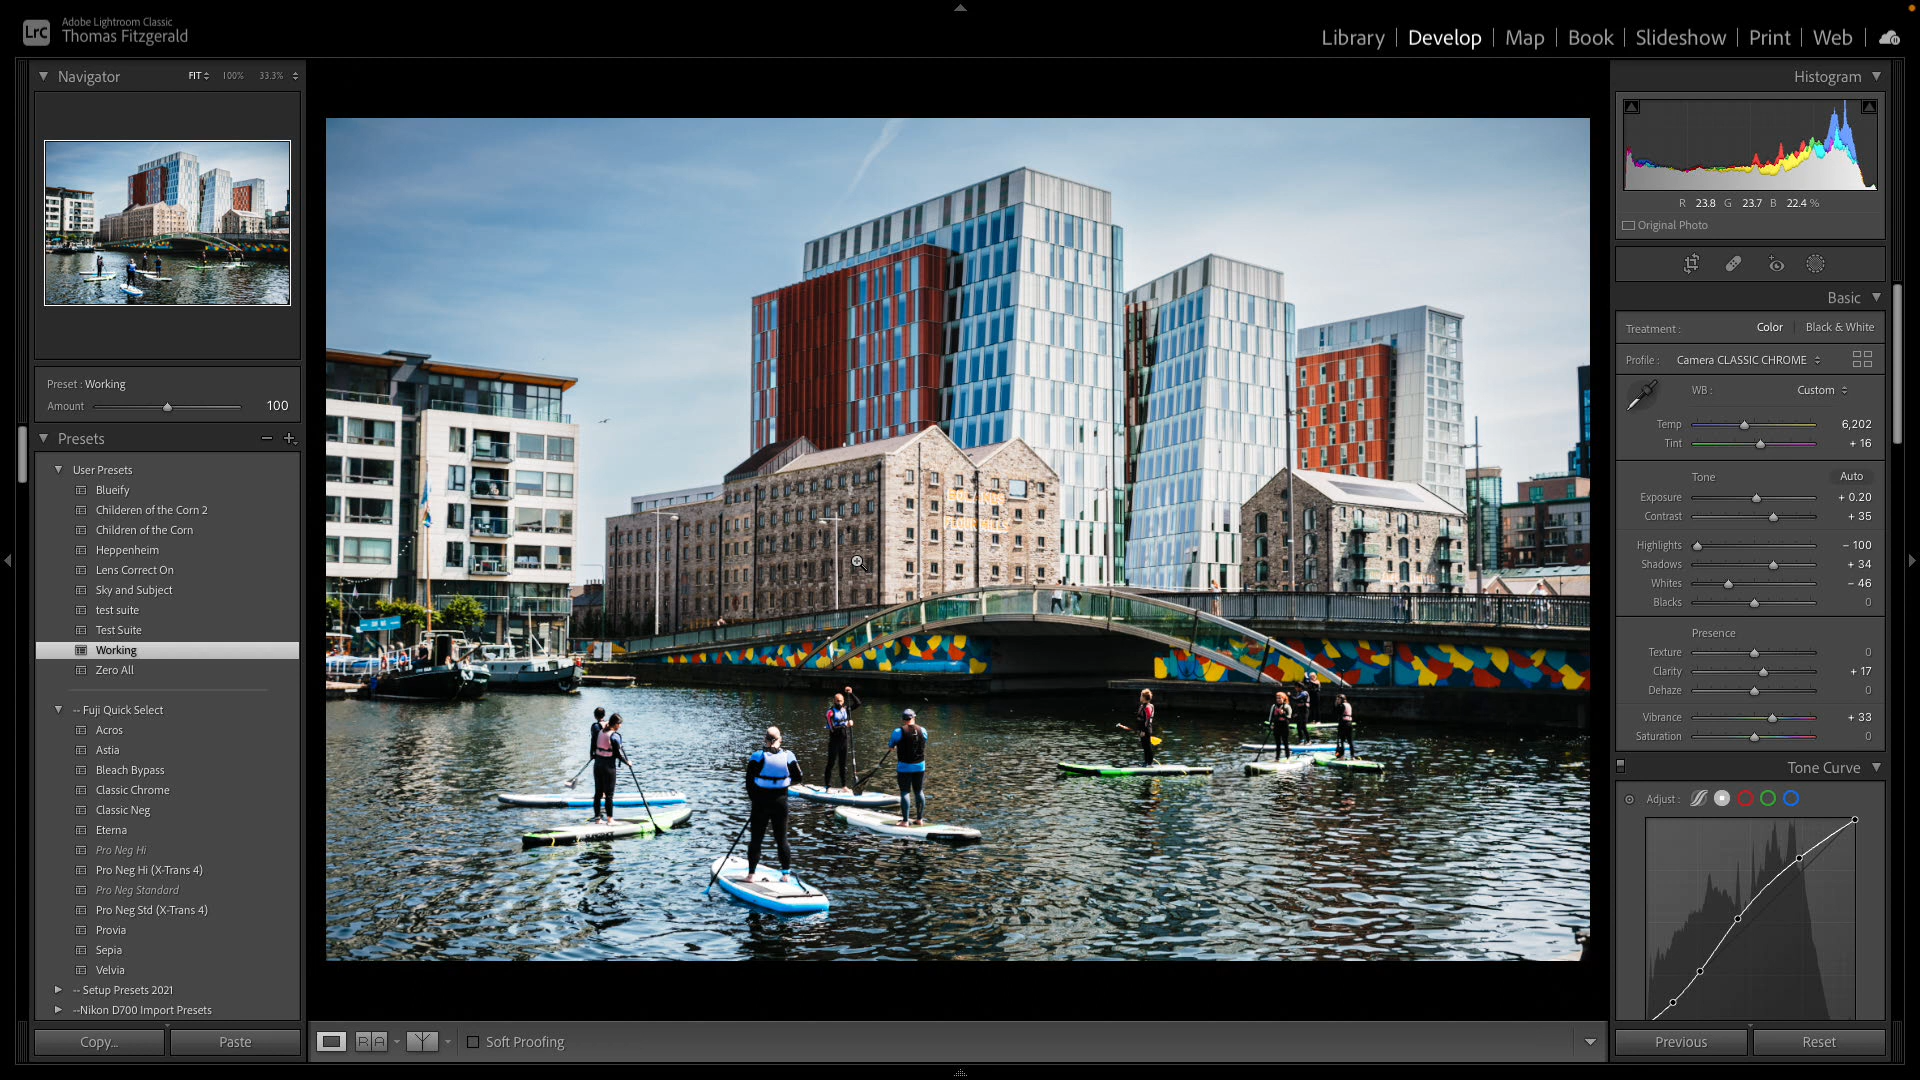 Adobe Lightroom Classic
LrC
Thomas Fitzgerald
Library | Develop | Map | Book | Slideshow | Print | Web
Navigator FIT 100% 33.3%
Preset : Working
Amount 100
Presets
User Presets
Blueify
Childeren of the Corn 2
Children of the Corn
Heppenheim
Lens Correct On
Sky and Subject
test suite
Test Suite
Working
Zero All
-- Fuji Quick Select
Acros
Astia
Bleach Bypass
Classic Chrome
Classic Neg
Eterna
Pro Neg Hi
Pro Neg Hi (X-Trans 4)
Pro Neg Standard
Pro Neg Std (X-Trans 4)
Provia
Sepia
Velvia
-- Setup Presets 2021
--Nikon D700 Import Presets
Copy... Paste
BOLANDS
FLOUR MILLS
R A Y Y Soft Proofing
Histogram
R 23.8 G 23.7 B 22.4 %
Original Photo
Basic
Treatment : Color | Black & White
Profile : Camera CLASSIC CHROME
WB : Custom
Temp 6,202
Tint + 16
Tone Auto
Exposure + 0.20
Contrast + 35
Highlights – 100
Shadows + 34
Whites – 46
Blacks 0
Presence
Texture 0
Clarity + 17
Dehaze 0
Vibrance + 33
Saturation 0
Tone Curve
Adjust :
Previous Reset